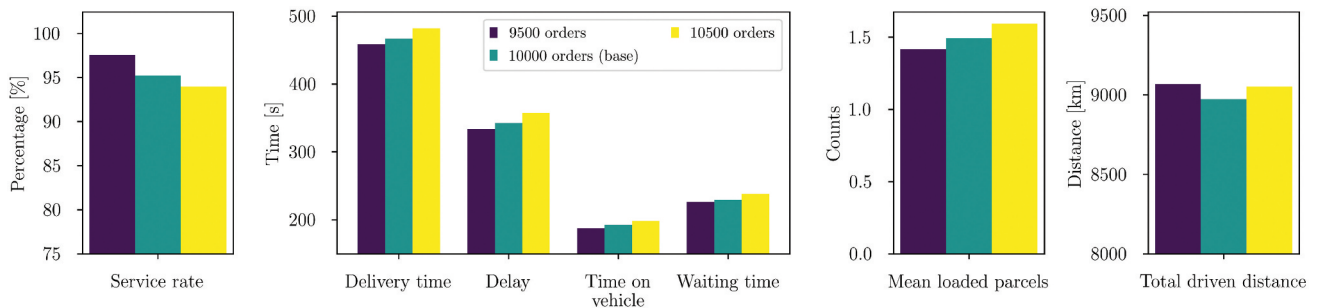 Percentage [%]
100
95
90
85
80
75
Service rate
Time [s]
500
400
300
200
9500 orders
10000 orders (base)
10500 orders
Delivery time
Delay
Time on
vehicle
Waiting time
Counts
1.5
1.0
0.5
0.0
Mean loaded parcels
Distance [km]
9500
9000
8500
8000
Total driven distance